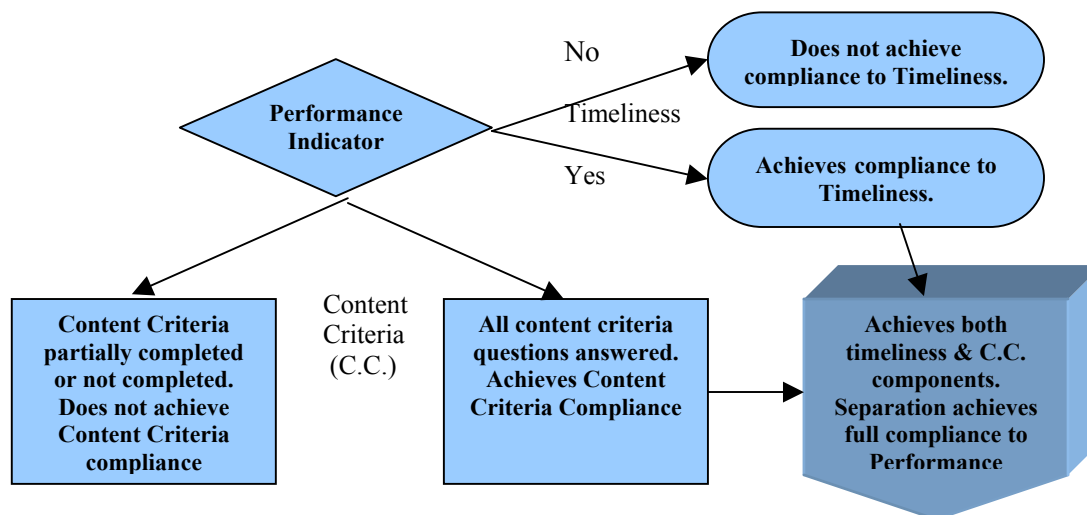 No
Does not achieve
compliance to Timeliness.
Performance
Indicator
Timeliness
Yes
Achieves compliance to
Timeliness.
Content Criteria
partially completed
or not completed.
Does not achieve
Content Criteria
compliance
Content
Criteria
(C.C.)
All content criteria
questions answered.
Achieves Content
Criteria Compliance
Achieves both
timeliness & C.C.
components.
Separation achieves
full compliance to
Performance